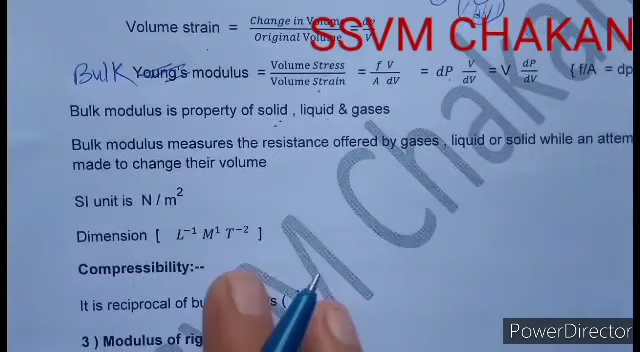 Volume strain = Change in Volume / Original Volume = dv / V
SSVM CHAKAN
Bulk Young's modulus = Volume Stress / Volume Strain = f V / A dV = dP V / dV = V dP / dV { f/A = dp
Bulk modulus is property of solid , liquid & gases
Bulk modulus measures the resistance offered by gases , liquid or solid while an attem
made to change their volume
SI unit is N / m²
Dimension [ L⁻¹ M¹ T⁻² ]
Compressibility:--
It is reciprocal of bu
3 ) Modulus of rig
PowerDirector